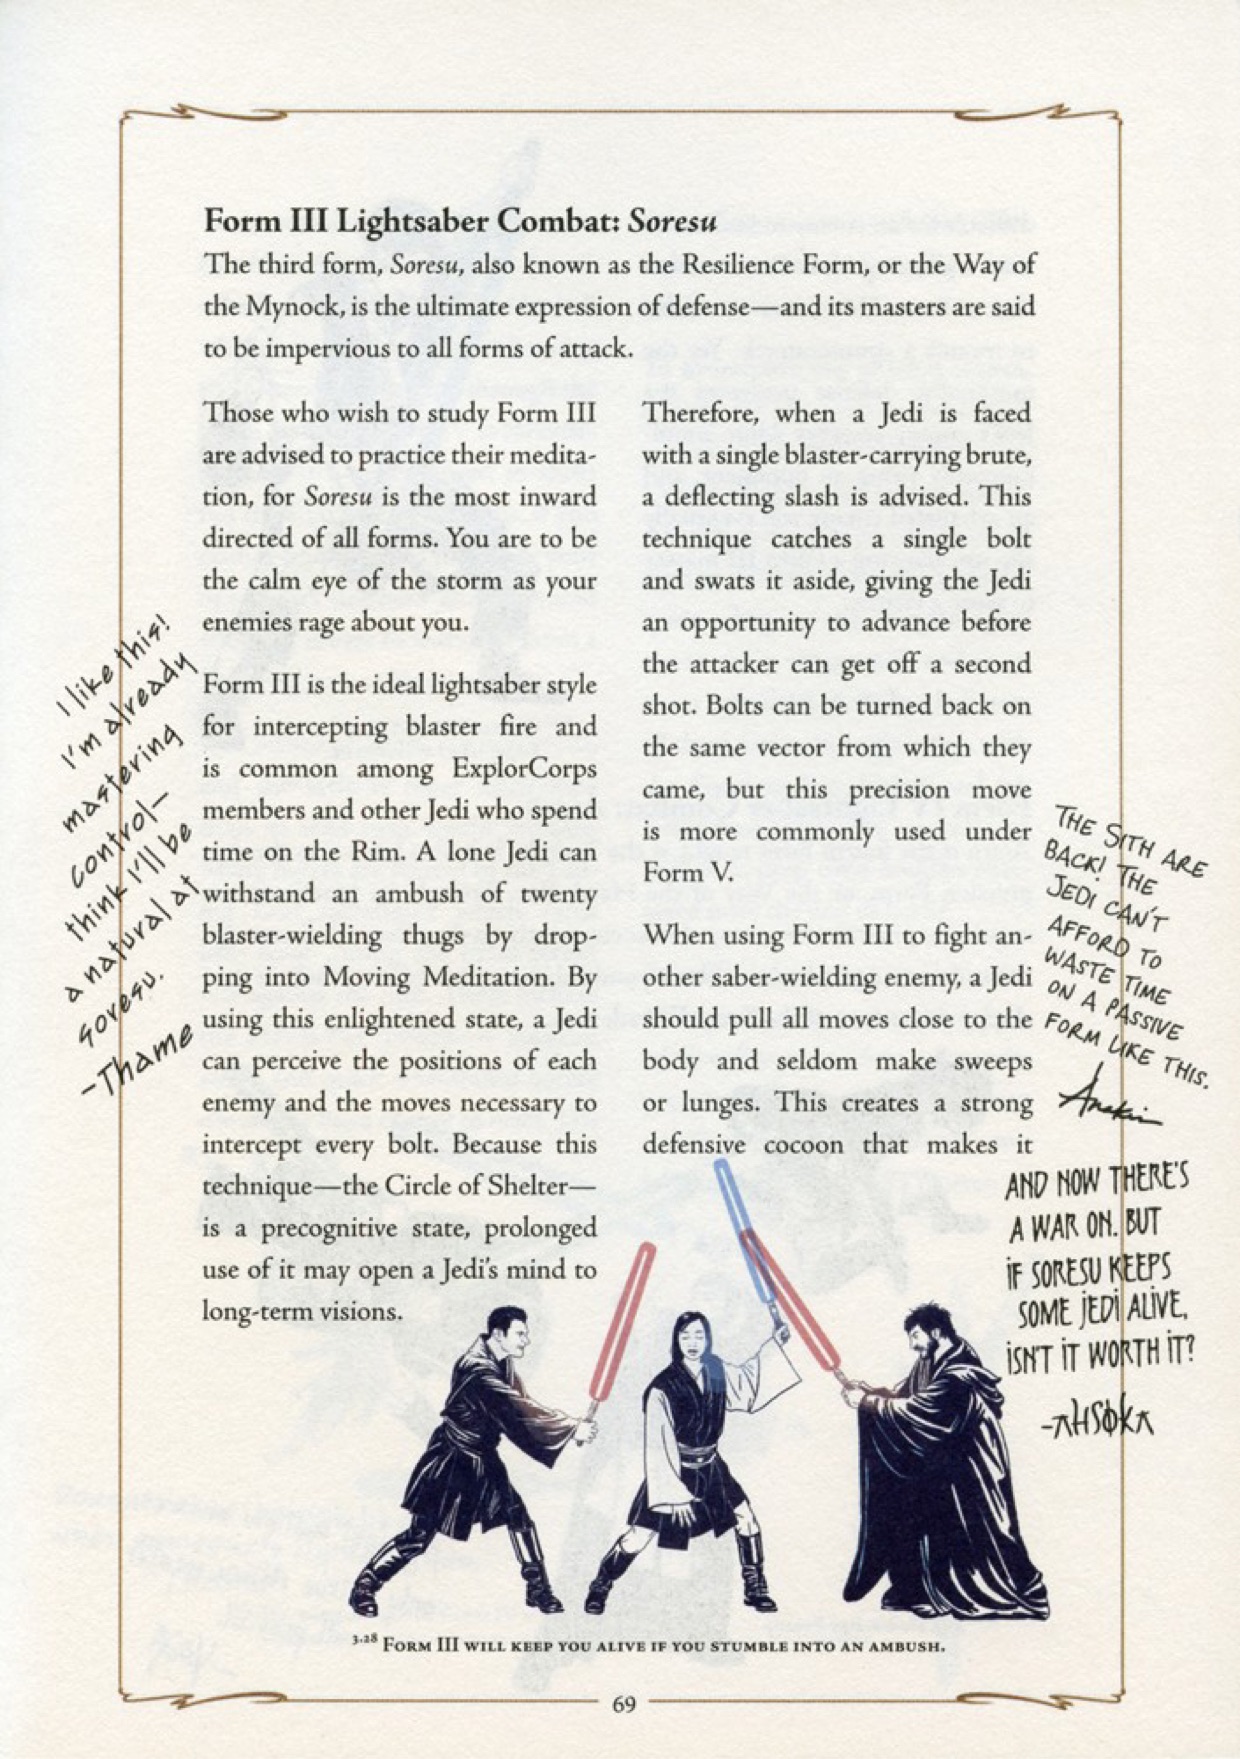 Form III Lightsaber Combat: Soresu
The third form, Soresu, also known as the Resilience Form, or the Way of
the Mynock, is the ultimate expression of defense—and its masters are said
to be impervious to all forms of attack.
Those who wish to study Form III
are advised to practice their medita-
tion, for Soresu is the most inward
directed of all forms. You are to be
the calm eye of the storm as your
enemies rage about you.
Form III is the ideal lightsaber style
for intercepting blaster fire and
is common among ExplorCorps
members and other Jedi who spend
time on the Rim. A lone Jedi can
withstand an ambush of twenty
blaster-wielding thugs by drop-
ping into Moving Meditation. By
using this enlightened state, a Jedi
can perceive the positions of each
enemy and the moves necessary to
intercept every bolt. Because this
technique—the Circle of Shelter—
is a precognitive state, prolonged
use of it may open a Jedi's mind to
long-term visions.
Therefore, when a Jedi is faced
with a single blaster-carrying brute,
a deflecting slash is advised. This
technique catches a single bolt
and swats it aside, giving the Jedi
an opportunity to advance before
the attacker can get off a second
shot. Bolts can be turned back on
the same vector from which they
came, but this precision move
is more commonly used under
Form V.
When using Form III to fight an-
other saber-wielding enemy, a Jedi
should pull all moves close to the
body and seldom make sweeps
or lunges. This creates a strong
defensive cocoon that makes it
I like this!
I'm already
mastering
control—
think I'll be
a natural at
soresu.
-Thame
THE SITH ARE
BACK! THE
JEDI CAN'T
AFFORD TO
WASTE TIME
ON A PASSIVE
FORM LIKE THIS.
Anakin
AND NOW THERE'S
A WAR ON. BUT
IF SORESU KEEPS
SOME JEDI ALIVE,
ISN'T IT WORTH IT?
-AHSOKA
3.28 FORM III WILL KEEP YOU ALIVE IF YOU STUMBLE INTO AN AMBUSH.
69